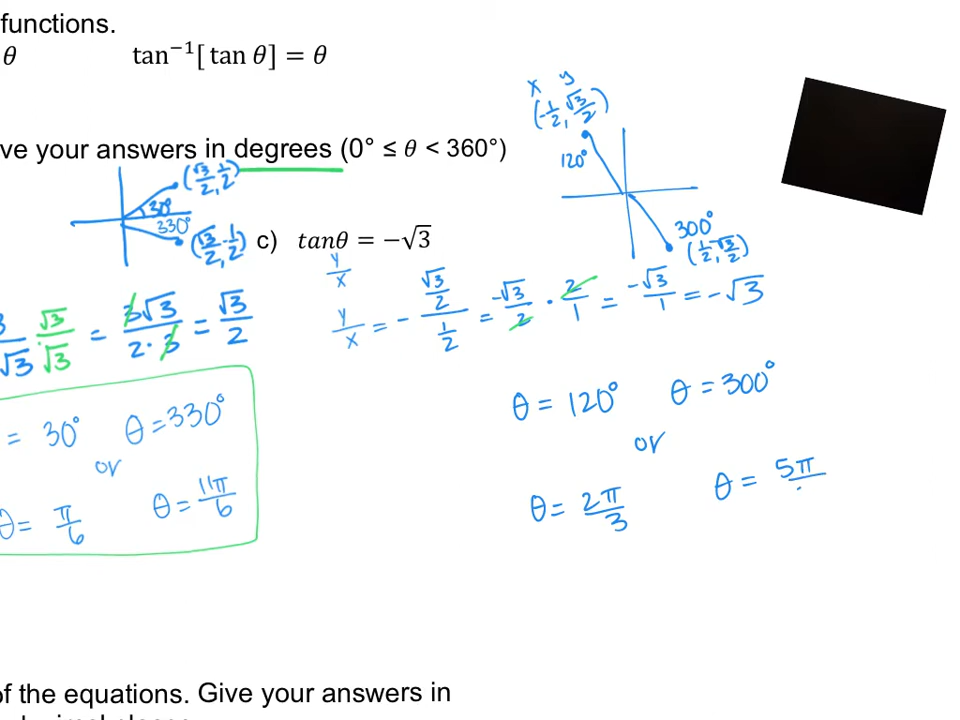 functions.
θ tan⁻¹[ tan θ] = θ
x y
(-1/2, √3/2)
ve your answers in degrees (0° ≤ θ < 360°)
120°
(√3/2, 1/2)
30°
330°
(√3/2, -1/2)
300°
(1/2, -√3/2)
c) tanθ = −√3
y/x
√3/√3 = 3√3/2·3 = √3/2
y/x = - √3/2 / 1/2 = -√3/2 · 2/1 = -√3/1 = -√3
= 30° θ = 330°
or
θ = π/6 θ = 11π/6
θ = 120° θ = 300°
or
θ = 2π/3 θ = 5π/
of the equations. Give your answers in